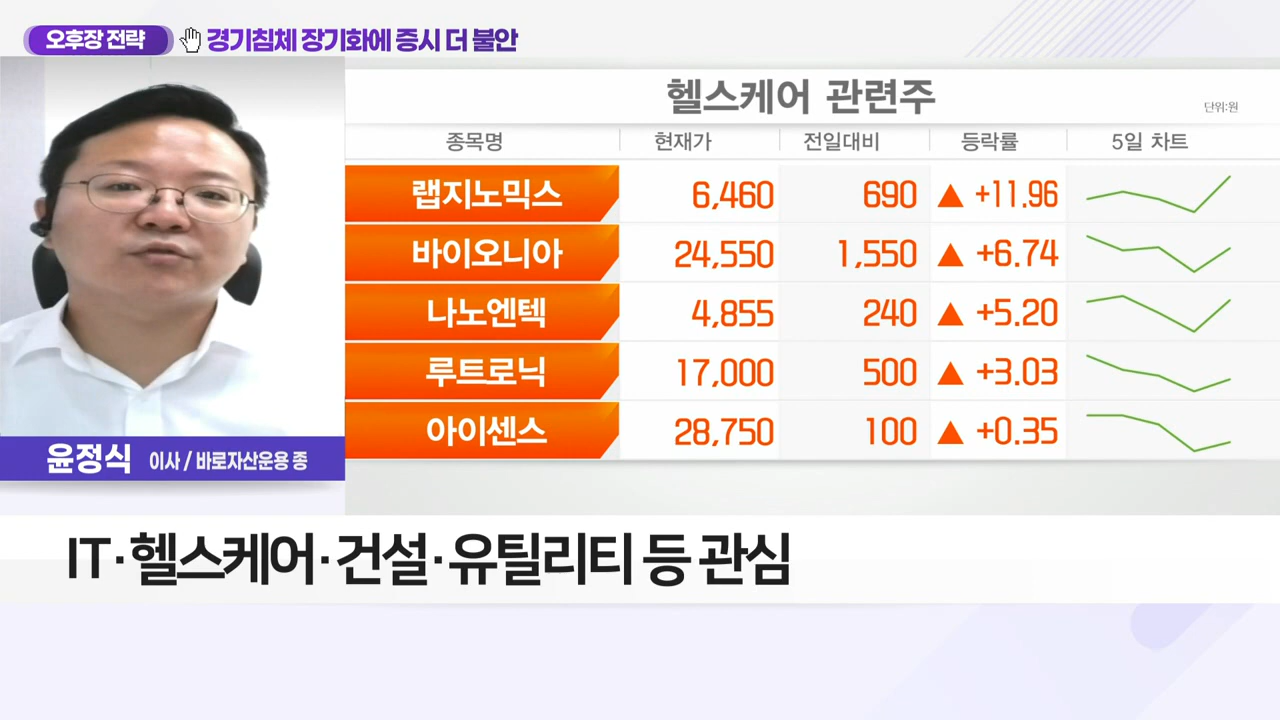 오후장 전략 경기침체 장기화에 증시 더 불안
헬스케어 관련주
단위:원
종목명 현재가 전일대비 등락률 5일 차트
랩지노믹스 6,460 690 ▲ +11.96
바이오니아 24,550 1,550 ▲ +6.74
나노엔텍 4,855 240 ▲ +5.20
루트로닉 17,000 500 ▲ +3.03
아이센스 28,750 100 ▲ +0.35
윤정식 이사 / 바로자산운용 종
IT·헬스케어·건설·유틸리티 등 관심